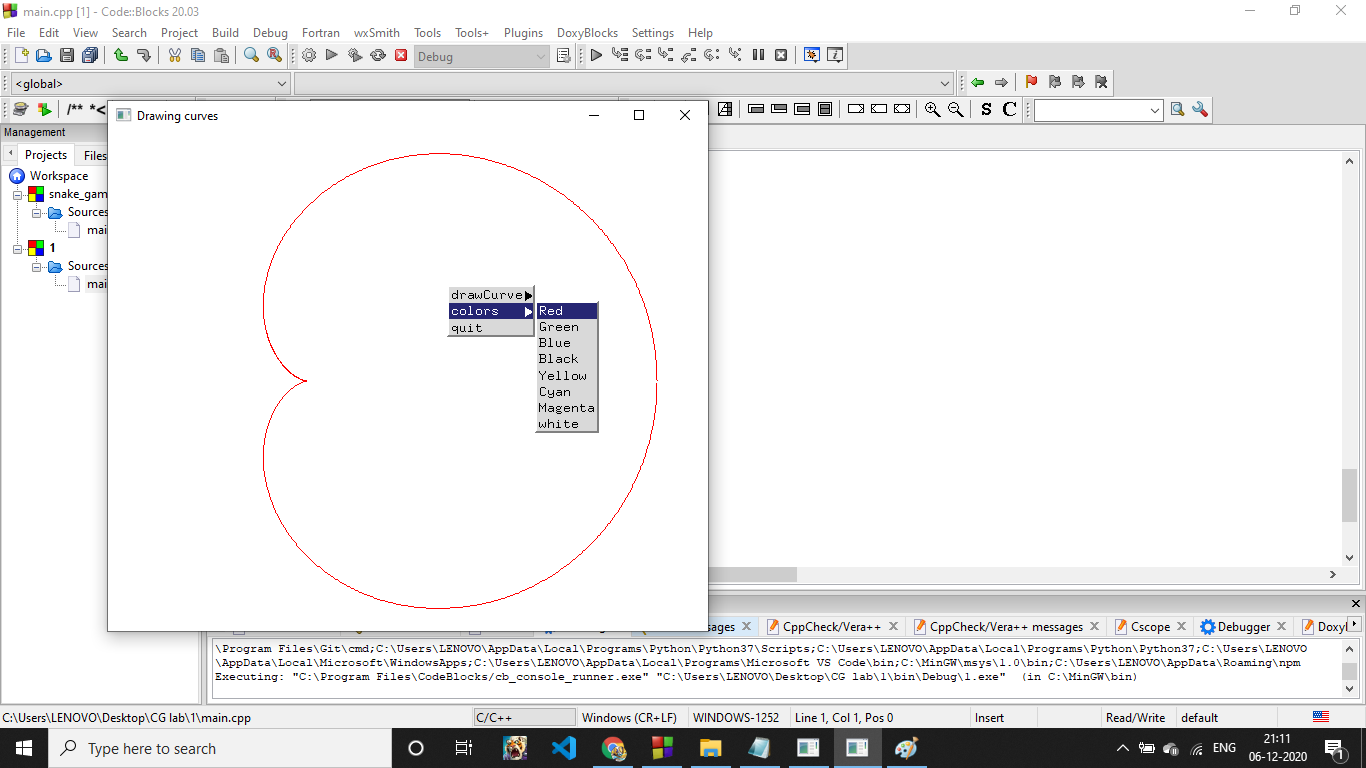 main.cpp [1] - Code::Blocks 20.03
File Edit View Search Project Build Debug Fortran wxSmith Tools Tools+ Plugins DoxyBlocks Settings Help
Debug
<global>
/** *<
S C
Drawing curves
Management
Projects Files
Workspace
snake_gam
Sources
mai
1
Sources
mai
drawCurve
colors
quit
Red
Green
Blue
Black
Yellow
Cyan
Magenta
white
ssages CppCheck/Vera++ CppCheck/Vera++ messages Cscope Debugger Doxyl
\Program Files\Git\cmd;C:\Users\LENOVO\AppData\Local\Programs\Python\Python37\Scripts;C:\Users\LENOVO\AppData\Local\Programs\Python\Python37;C:\Users\LENOVO
\AppData\Local\Microsoft\WindowsApps;C:\Users\LENOVO\AppData\Local\Programs\Microsoft VS Code\bin;C:\MinGW\msys\1.0\bin;C:\Users\LENOVO\AppData\Roaming\npm
Executing: "C:\Program Files\CodeBlocks/cb_console_runner.exe" "C:\Users\LENOVO\Desktop\CG lab\1\bin\Debug\1.exe"  (in C:\MinGW\bin)
C:\Users\LENOVO\Desktop\CG lab\1\main.cpp C/C++ Windows (CR+LF) WINDOWS-1252 Line 1, Col 1, Pos 0 Insert Read/Write default
Type here to search
ENG
21:11
06-12-2020
1